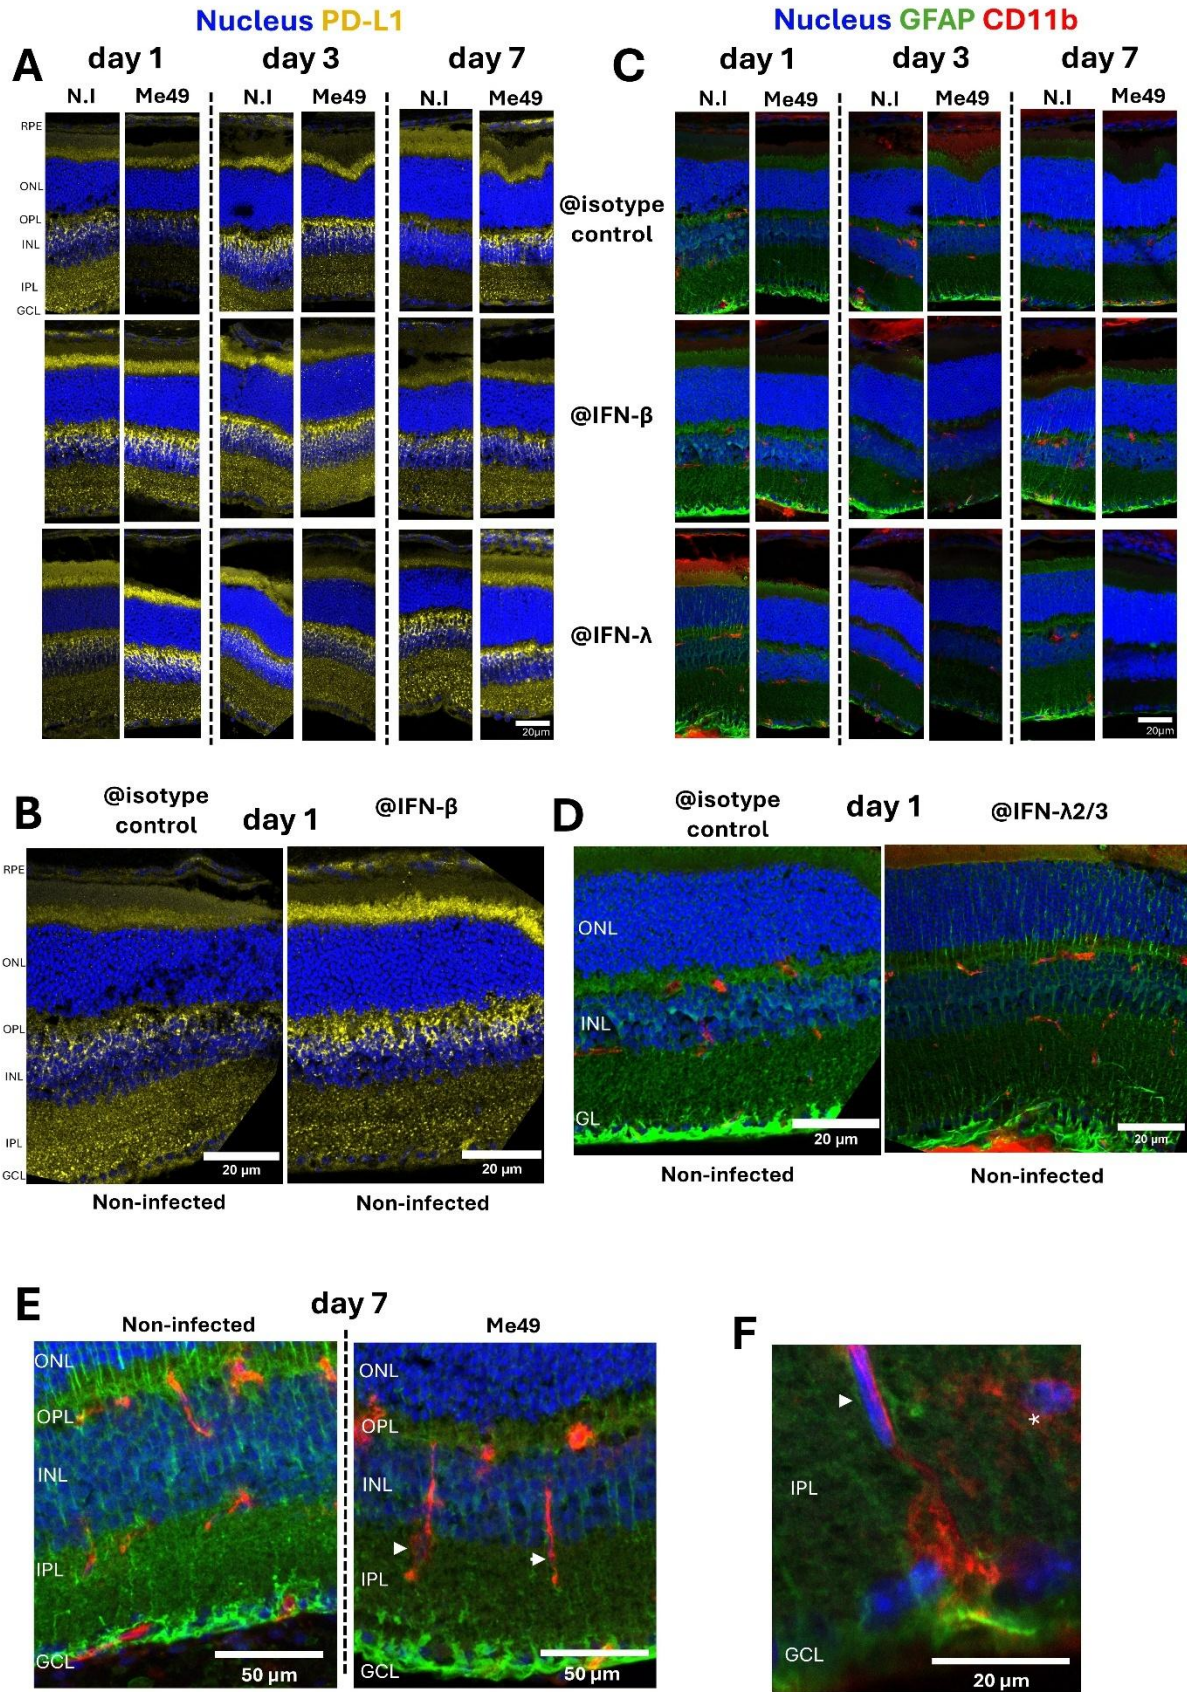 Nucleus PD-L1
A day 1 day 3 day 7
N.I Me49 N.I Me49 N.I Me49
RPE
ONL
OPL
INL
IPL
GCL
20µm
Nucleus GFAP CD11b
C day 1 day 3 day 7
N.I Me49 N.I Me49 N.I Me49
@isotype
control
@IFN-β
@IFN-λ
20µm
B @isotype
control
day 1
@IFN-β
RPE
ONL
OPL
INL
IPL
GCL
20 µm
20 µm
Non-infected
Non-infected
D @isotype
control
day 1
@IFN-λ2/3
ONL
INL
GL
20 µm
20 µm
Non-infected
Non-infected
E day 7
Non-infected
Me49
ONL
OPL
INL
IPL
GCL
50 µm
ONL
OPL
INL
IPL
GCL
50 µm
F
*
IPL
GCL
20 µm